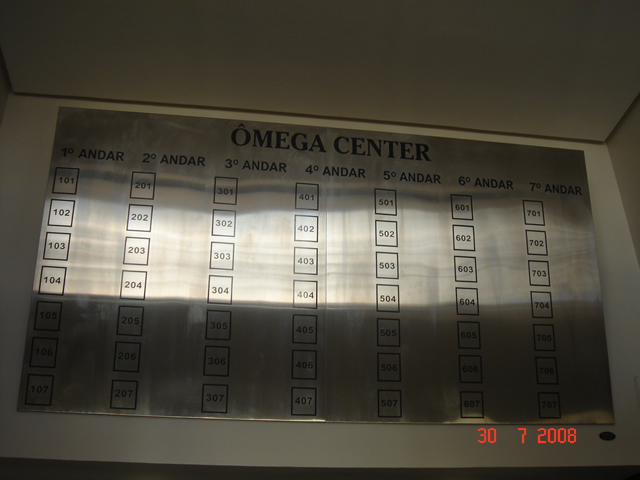 ÔMEGA CENTER
1º ANDAR 2º ANDAR 3º ANDAR 4º ANDAR 5º ANDAR 6º ANDAR 7º ANDAR
101 201 301 401 501 601 701
102 202 302 402 502 602 702
103 203 303 403 503 603 703
104 204 304 404 504 604 704
105 205 305 405 505 605 705
106 206 306 406 506 606 706
107 207 307 407 507 607 707
30 7 2008